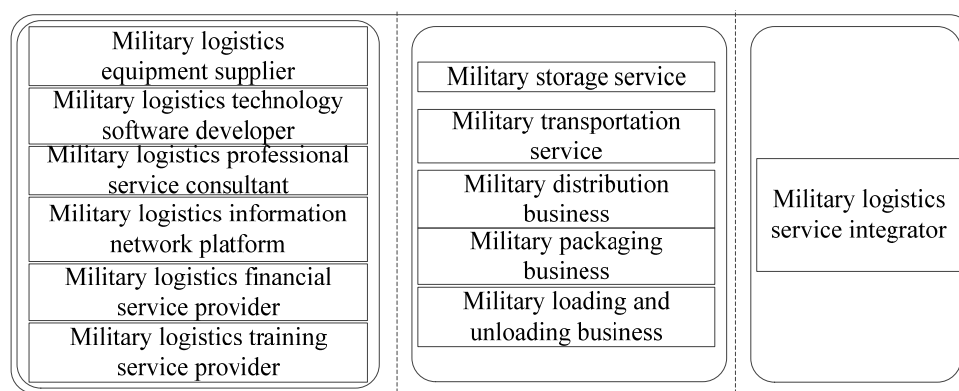 Military logistics
equipment supplier
Military logistics technology
software developer
Military logistics professional
service consultant
Military logistics information
network platform
Military logistics financial
service provider
Military logistics training
service provider
Military storage service
Military transportation
service
Military distribution
business
Military packaging
business
Military loading and
unloading business
Military logistics
service integrator